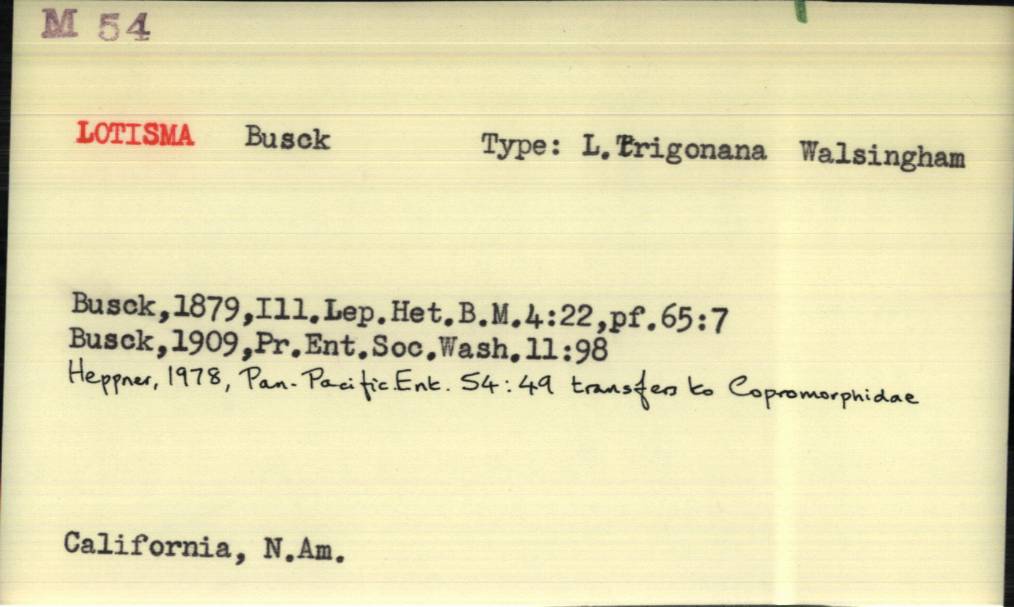 M 54
LOTISMA Busck Type: L.Trigonana Walsingham
Busck,1879,Ill.Lep.Het.B.M.4:22,pf.65:7
Busck,1909,Pr.Ent.Soc.Wash.11:98
Heppner, 1978, Pan-Pacific.Ent. 54:49 transfers to Copromorphidae
California, N.Am.